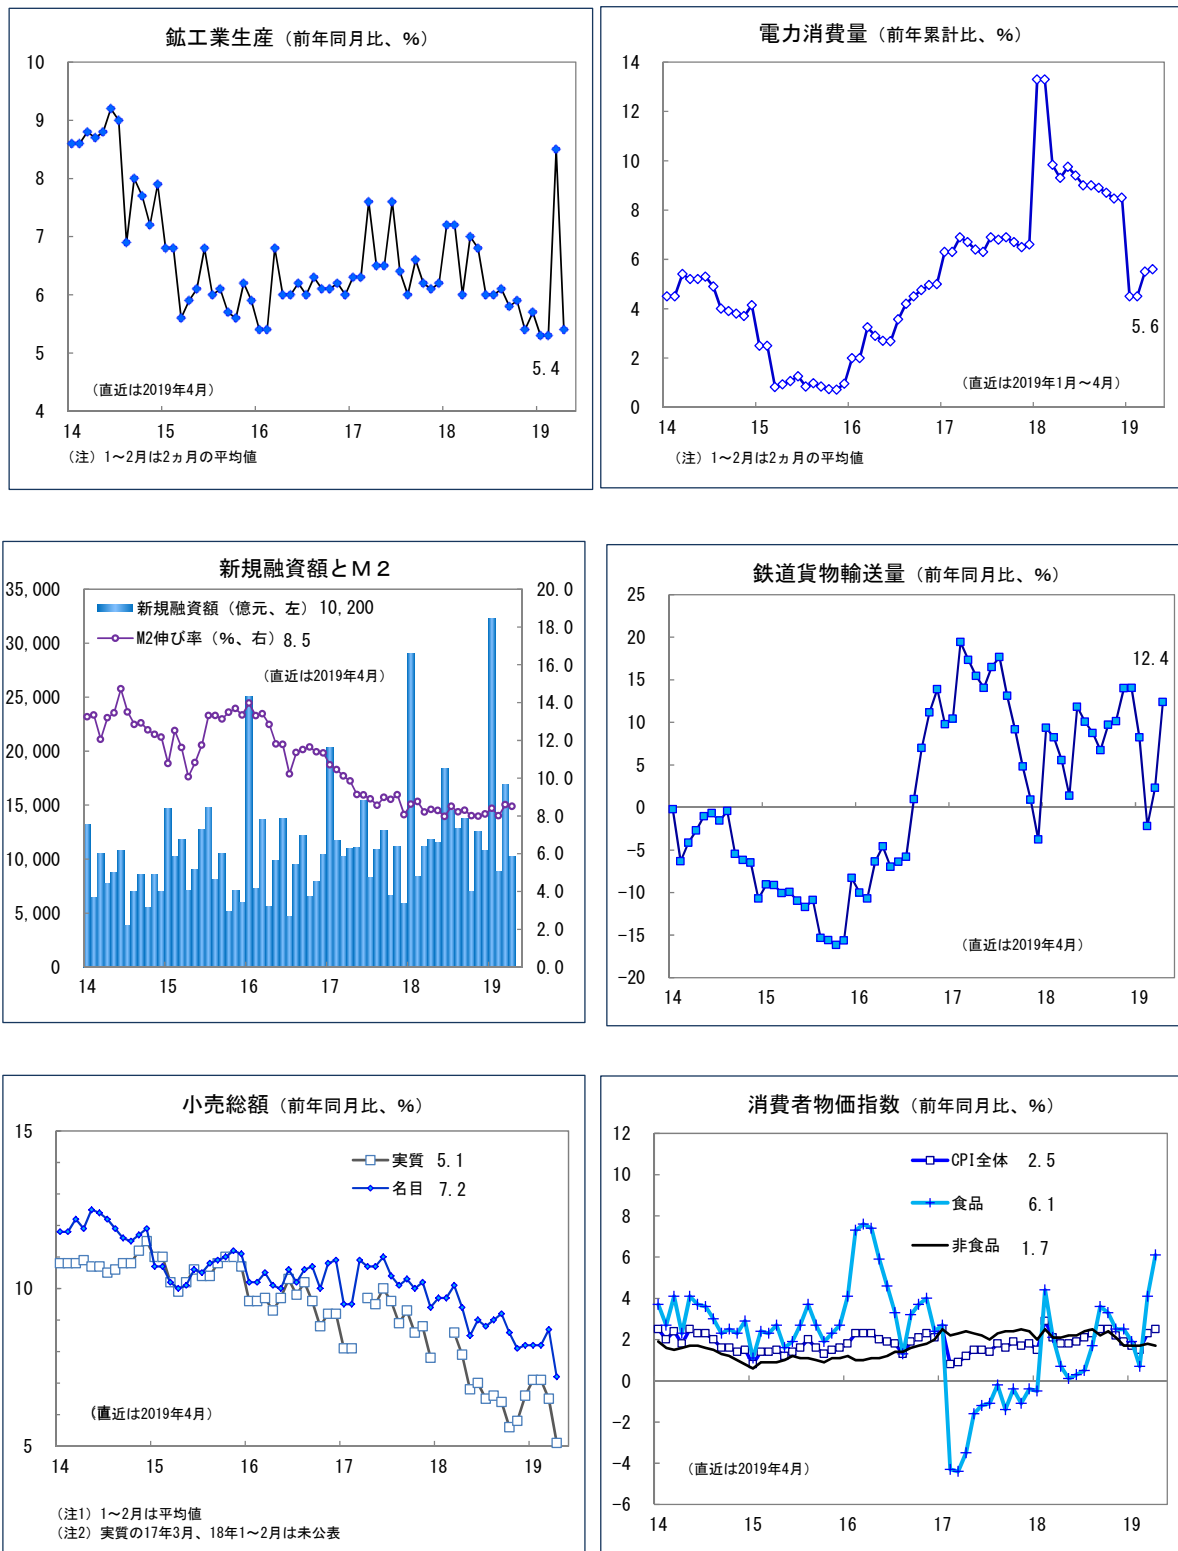 鉱工業生産（前年同月比、%）
10
9
8
7
6
5
4
5.4
（直近は2019年4月）
14 15 16 17 18 19
（注）1～2月は2ヵ月の平均値
電力消費量（前年累計比、%）
14
12
10
8
6
4
2
0
5.6
（直近は2019年1月～4月）
14 15 16 17 18 19
（注）1～2月は2ヵ月の平均値
新規融資額とＭ２
35,000
30,000
25,000
20,000
15,000
10,000
5,000
0
新規融資額（億元、左）10,200
M2伸び率（%、右）8.5
（直近は2019年4月）
20.0
18.0
16.0
14.0
12.0
10.0
8.0
6.0
4.0
2.0
0.0
14 15 16 17 18 19
鉄道貨物輸送量（前年同月比、%）
25
20
15
10
5
0
-5
-10
-15
-20
12.4
（直近は2019年4月）
14 15 16 17 18 19
小売総額（前年同月比、%）
15
10
5
実質 5.1
名目 7.2
（直近は2019年4月）
14 15 16 17 18 19
（注1）1～2月は平均値
（注2）実質の17年3月、18年1～2月は未公表
消費者物価指数（前年同月比、%）
12
10
8
6
4
2
0
-2
-4
-6
CPI全体 2.5
食品 6.1
非食品 1.7
（直近は2019年4月）
14 15 16 17 18 19